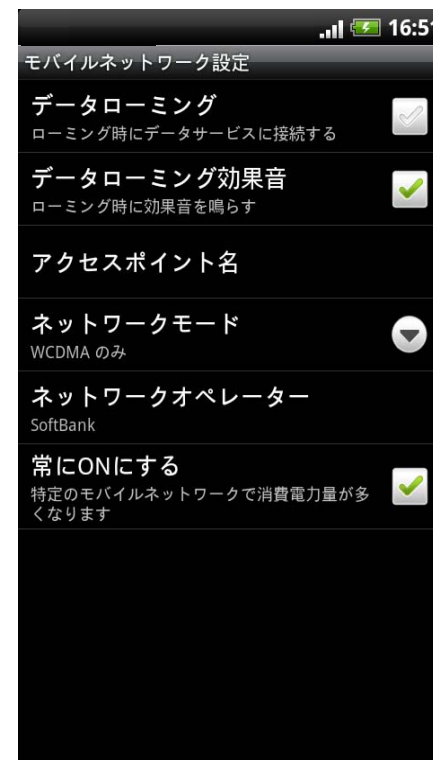 16:51
モバイルネットワーク設定
データローミング
ローミング時にデータサービスに接続する
データローミング効果音
ローミング時に効果音を鳴らす
アクセスポイント名
ネットワークモード
WCDMA のみ
ネットワークオペレーター
SoftBank
常にONにする
特定のモバイルネットワークで消費電力量が多
くなります